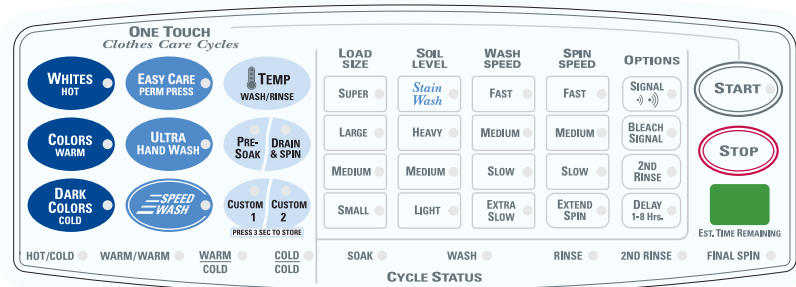 ONE TOUCH
Clothes Care Cycles
WHITES
HOT
EASY CARE
PERM PRESS
TEMP
WASH/RINSE
COLORS
WARM
ULTRA
HAND WASH
PRE-
SOAK
DRAIN
& SPIN
DARK
COLORS
COLD
SPEED
WASH
CUSTOM
1
CUSTOM
2
PRESS 3 SEC TO STORE
LOAD
SIZE
SOIL
LEVEL
WASH
SPEED
SPIN
SPEED
OPTIONS
SUPER
Stain
Wash
FAST
FAST
SIGNAL
LARGE
HEAVY
MEDIUM
MEDIUM
BLEACH
SIGNAL
MEDIUM
MEDIUM
SLOW
SLOW
2ND
RINSE
SMALL
LIGHT
EXTRA
SLOW
EXTEND
SPIN
DELAY
1-8 Hrs.
START
STOP
EST. TIME REMAINING
HOT/COLD
WARM/WARM
WARM
COLD
COLD
COLD
SOAK
WASH
RINSE
2ND RINSE
FINAL SPIN
CYCLE STATUS